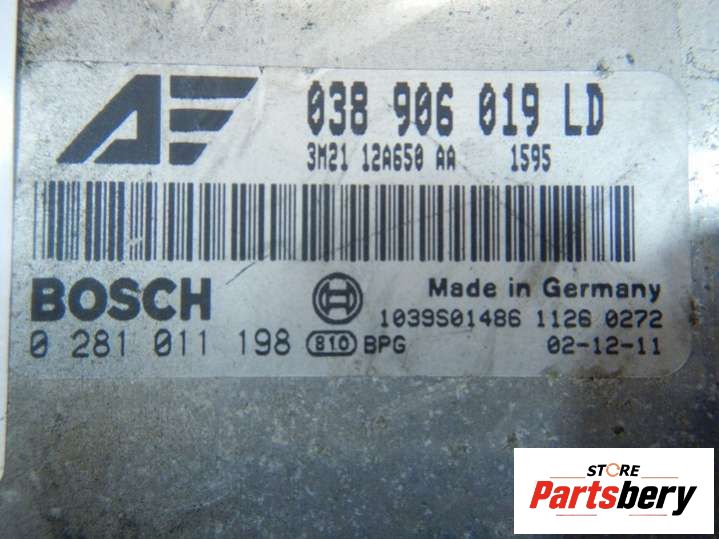 AE
038 906 019 LD
3M21 12A650 AA 1595
BOSCH
Made in Germany
1039S01486 1126 0272
0 281 011 198 810 BPG 02-12-11
STORE
Partsbery